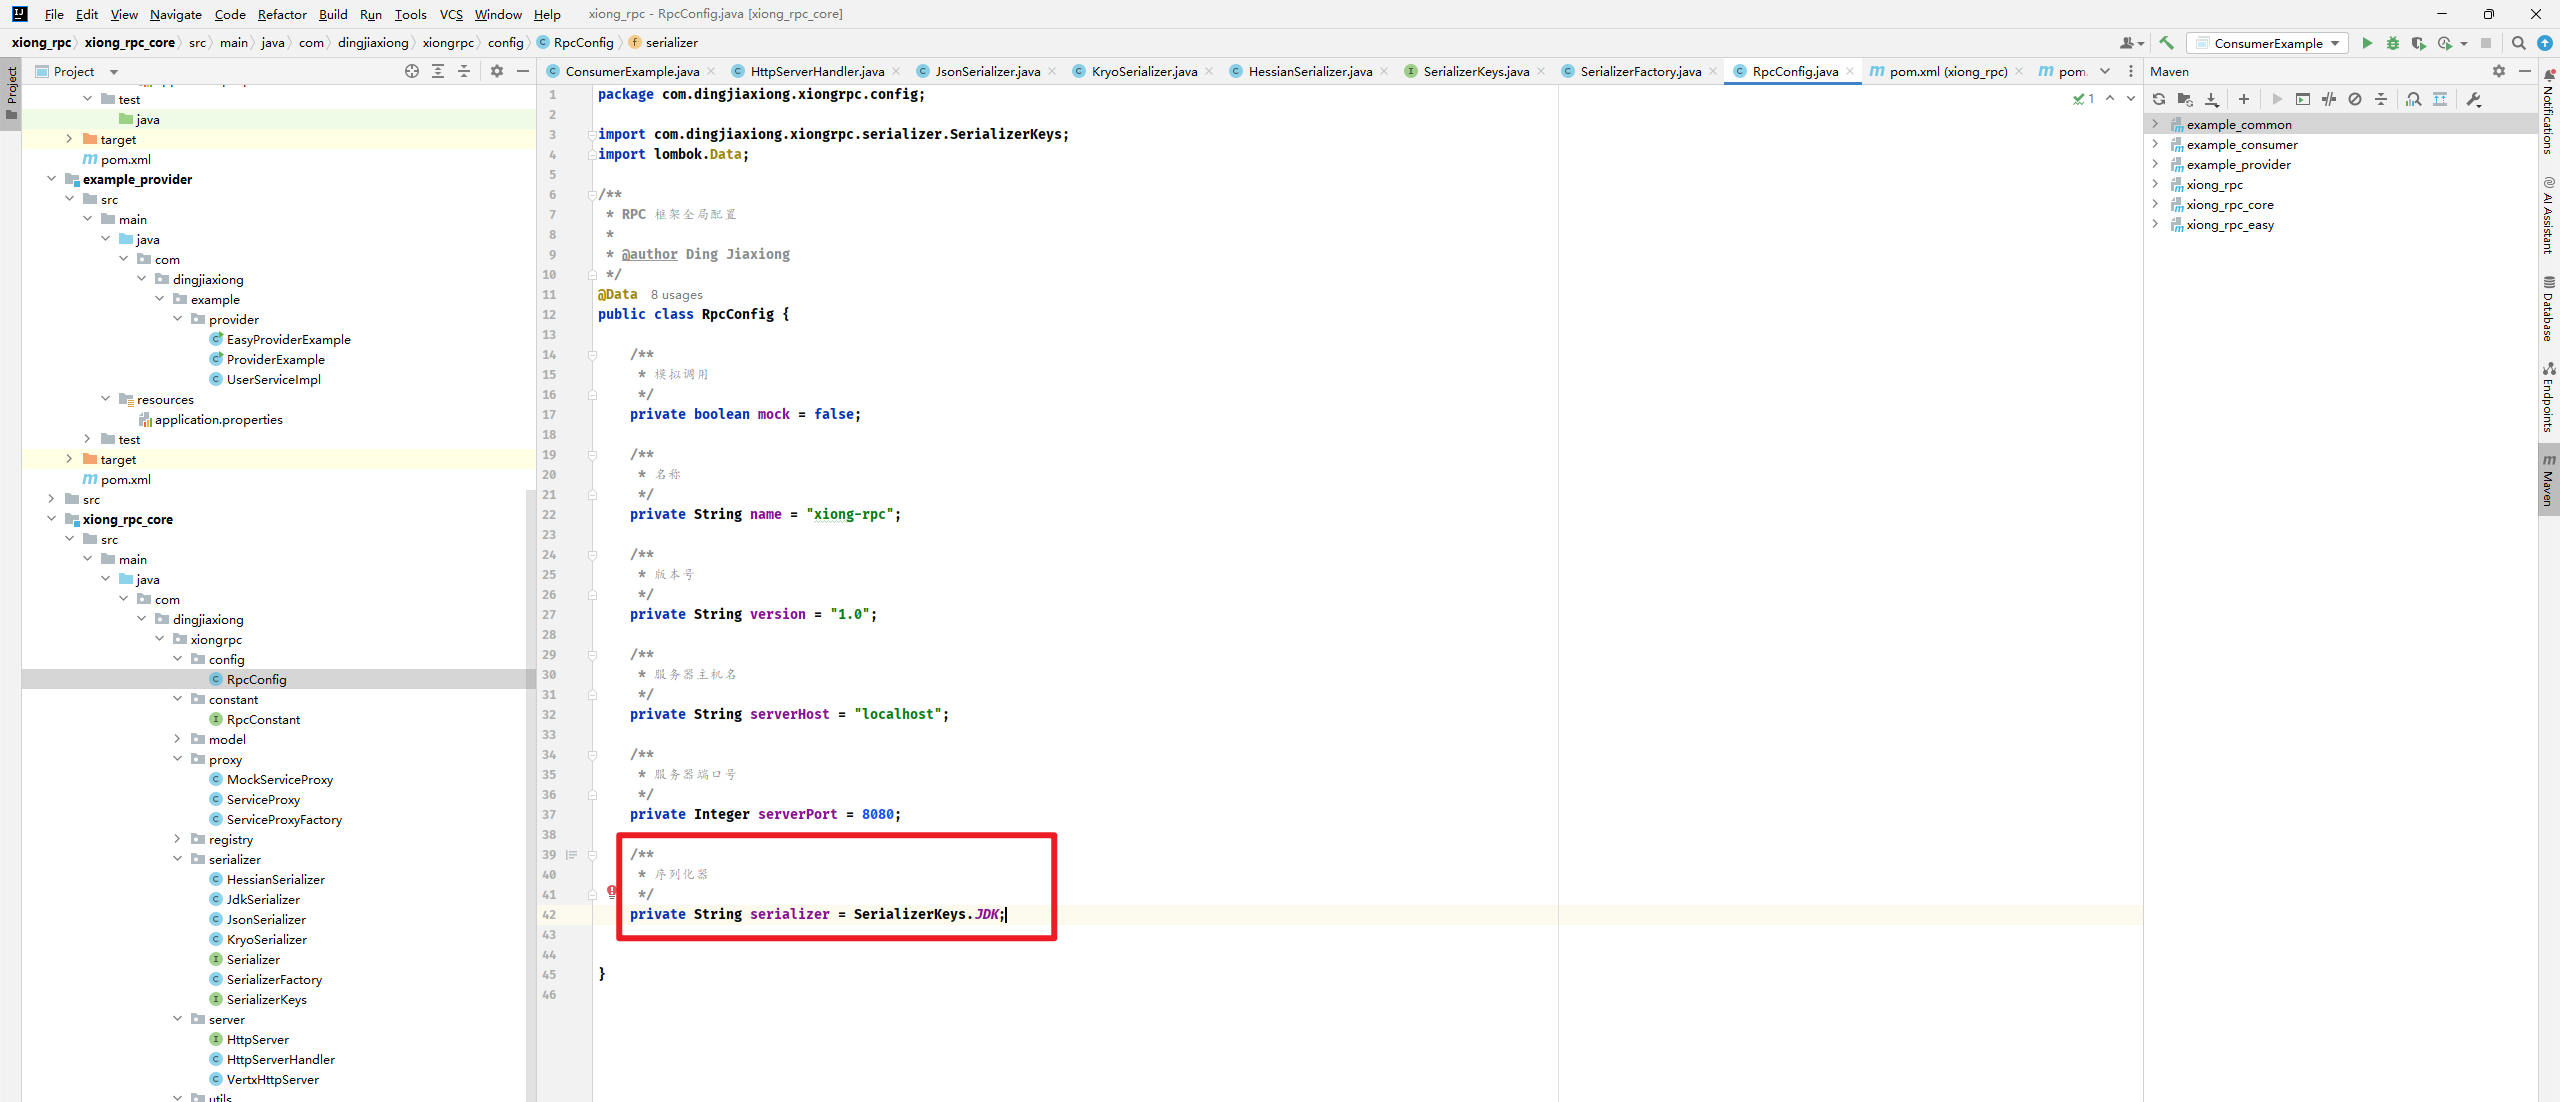 File Edit View Navigate Code Refactor Build Run Tools VCS Window Help xiong_rpc - RpcConfig.java [xiong_rpc_core]
xiong_rpc xiong_rpc_core src main java com dingjiaxiong xiongrpc config RpcConfig serializer ConsumerExample
Project
ConsumerExample.java HttpServerHandler.java JsonSerializer.java KryoSerializer.java HessianSerializer.java SerializerKeys.java SerializerFactory.java RpcConfig.java pom.xml (xiong_rpc) pom.
Maven
Project
test
java
target
pom.xml
example_provider
src
main
java
com
dingjiaxiong
example
provider
EasyProviderExample
ProviderExample
UserServiceImpl
resources
application.properties
test
target
pom.xml
src
xiong_rpc_core
src
main
java
com
dingjiaxiong
xiongrpc
config
RpcConfig
constant
RpcConstant
model
proxy
MockServiceProxy
ServiceProxy
ServiceProxyFactory
registry
serializer
HessianSerializer
JdkSerializer
JsonSerializer
KryoSerializer
Serializer
SerializerFactory
SerializerKeys
server
HttpServer
HttpServerHandler
VertxHttpServer
utils
1 package com.dingjiaxiong.xiongrpc.config;
2
3 import com.dingjiaxiong.xiongrpc.serializer.SerializerKeys;
4 import lombok.Data;
5
6 /**
7 * RPC 框架全局配置
8 *
9 * @author Ding Jiaxiong
10 */
11 @Data 8 usages
12 public class RpcConfig {
13
14 /**
15 * 模拟调用
16 */
17 private boolean mock = false;
18
19 /**
20 * 名称
21 */
22 private String name = "xiong-rpc";
23
24 /**
25 * 版本号
26 */
27 private String version = "1.0";
28
29 /**
30 * 服务器主机名
31 */
32 private String serverHost = "localhost";
33
34 /**
35 * 服务器端口号
36 */
37 private Integer serverPort = 8080;
38
39 /**
40 * 序列化器
41 */
42 private String serializer = SerializerKeys.JDK;
43
44
45 }
46
1
example_common
example_consumer
example_provider
xiong_rpc
xiong_rpc_core
xiong_rpc_easy
Notifications
AI Assistant
Database
Endpoints
Maven